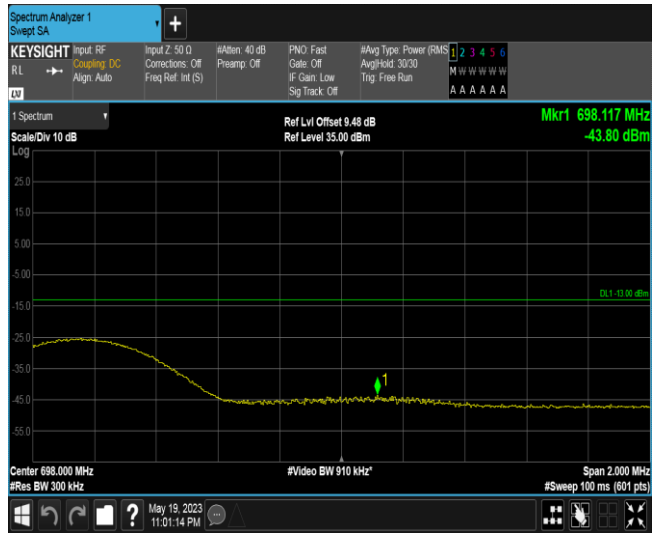 Spectrum Analyzer 1
Swept SA
+
KEYSIGHT
RL
LXI
Input: RF
Coupling: DC
Align: Auto
Input Z: 50 Ω
Corrections: Off
Freq Ref: Int (S)
#Atten: 40 dB
Preamp: Off
PNO: Fast
Gate: Off
IF Gain: Low
Sig Track: Off
#Avg Type: Power (RMS
Avg|Hold: 30/30
Trig: Free Run
1 2 3 4 5 6
M W W W W W
A A A A A A
1 Spectrum
Scale/Div 10 dB
Log
Ref Lvl Offset 9.48 dB
Ref Level 35.00 dBm
Mkr1 698.117 MHz
-43.80 dBm
25.0
15.0
5.00
-5.00
DL1 -13.00 dBm
-15.0
-25.0
-35.0
1
-45.0
-55.0
Center 698.000 MHz
#Res BW 300 kHz
#Video BW 910 kHz*
Span 2.000 MHz
#Sweep 100 ms (601 pts)
?
May 19, 2023
11:01:14 PM